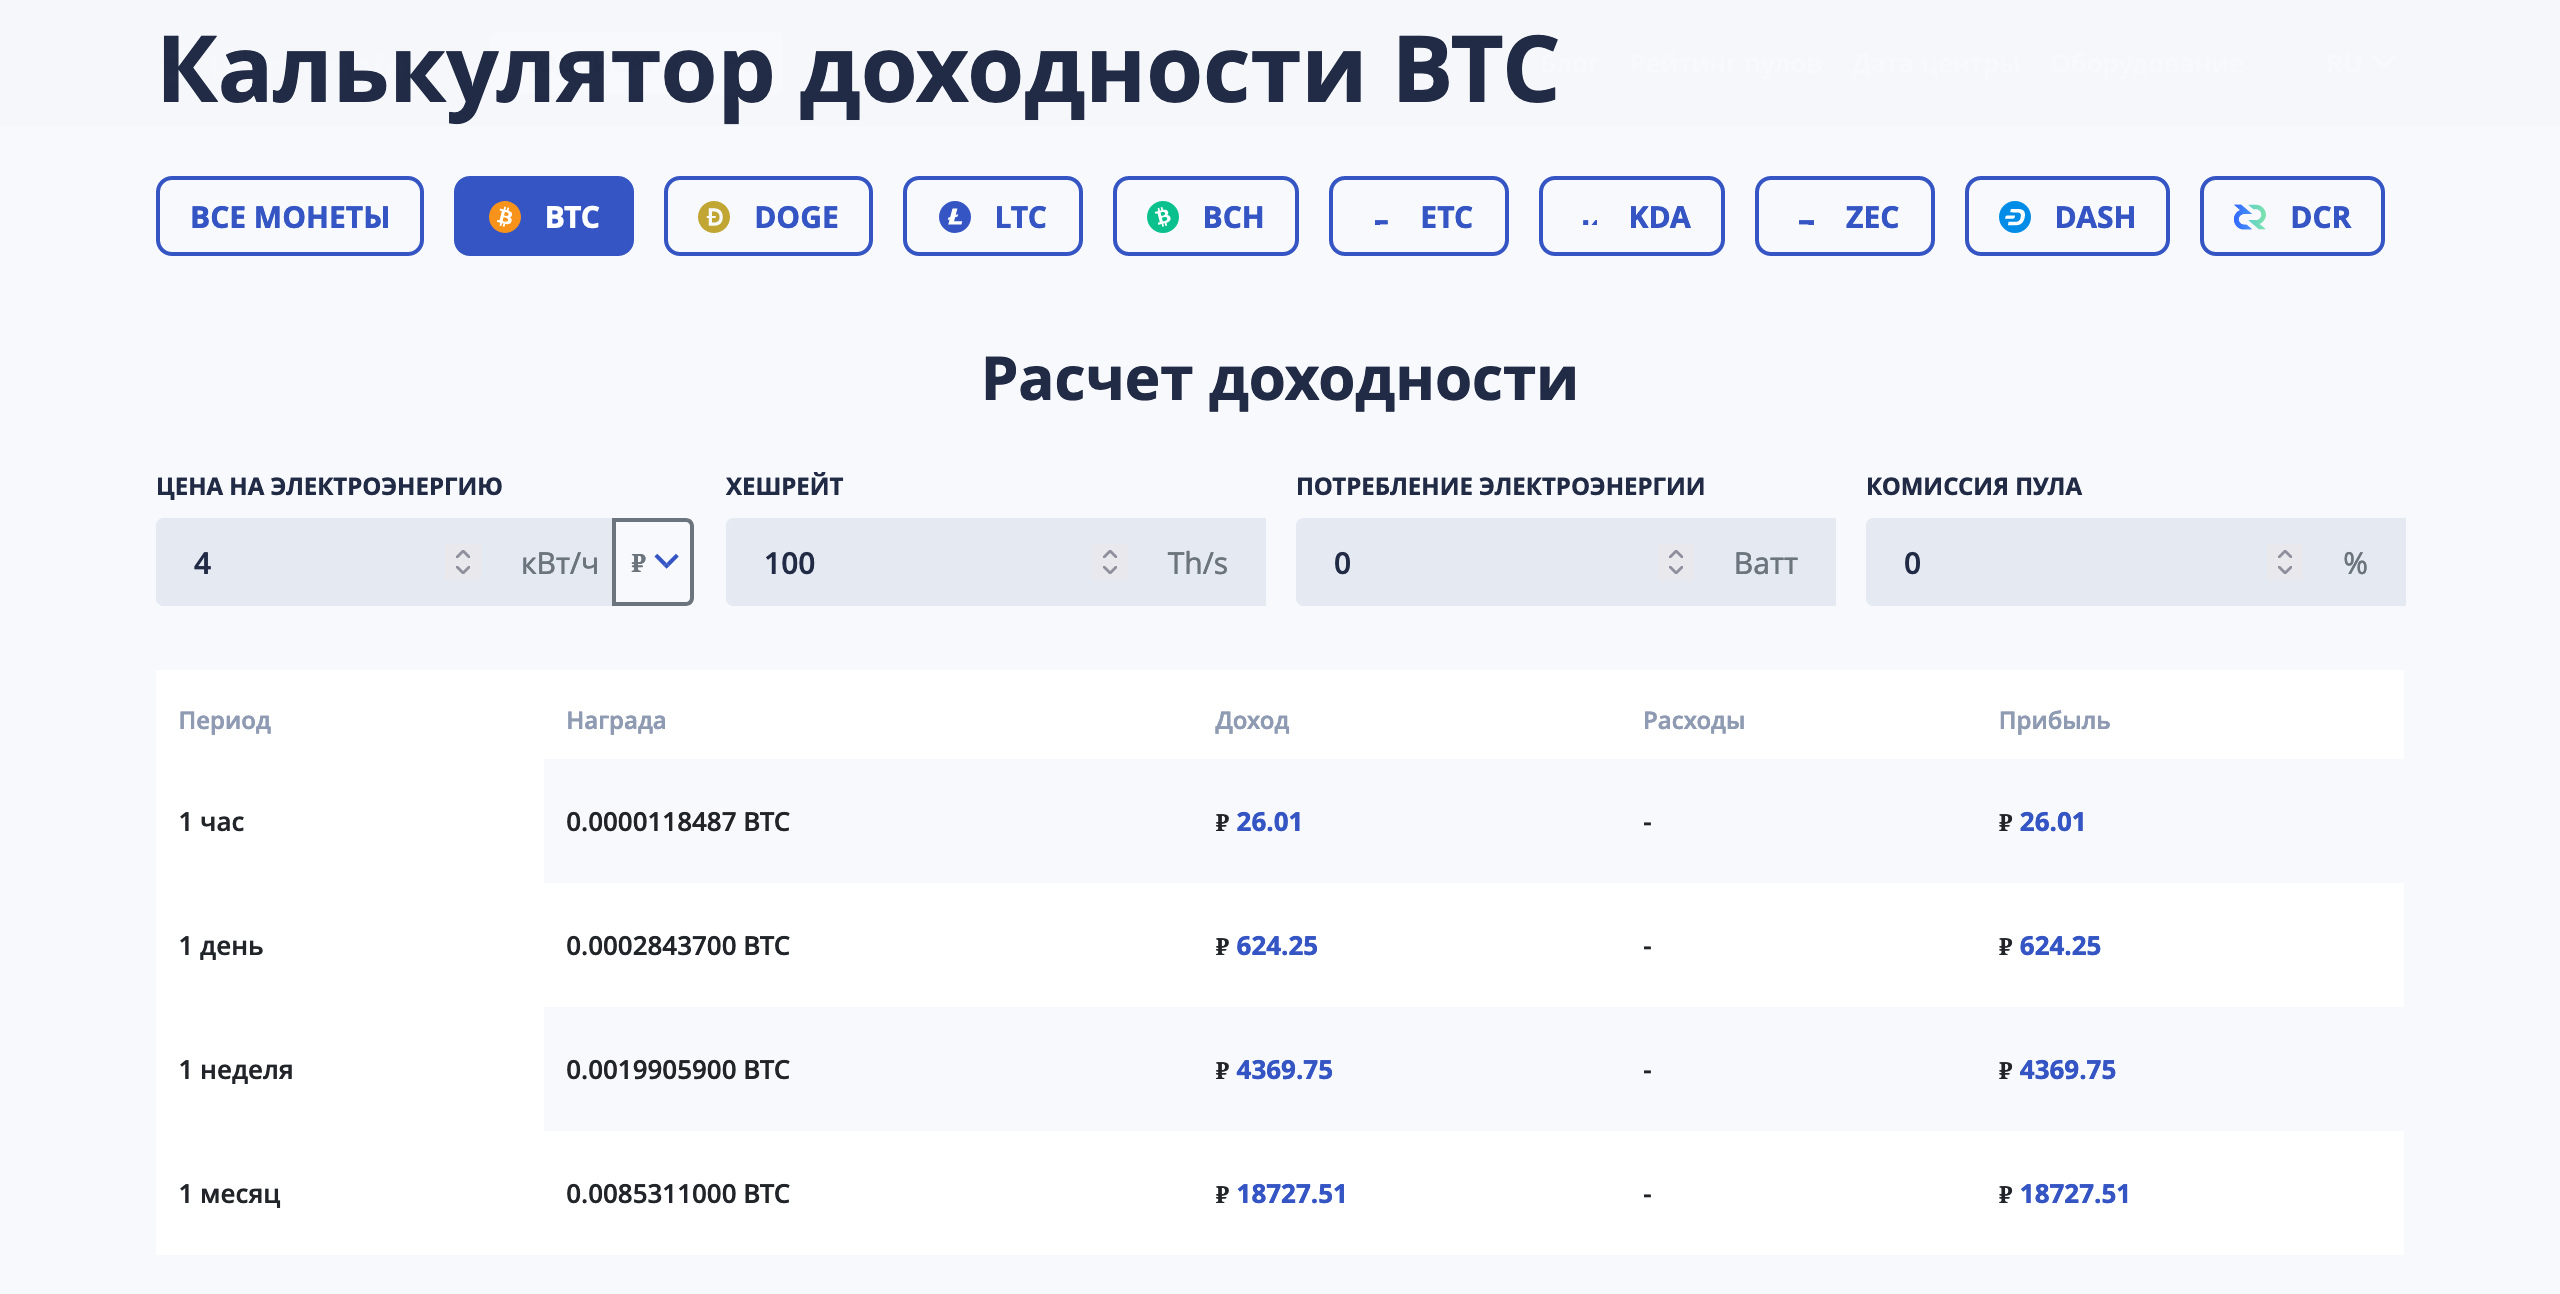 Калькулятор доходности BTC
ВСЕ МОНЕТЫ BTC DOGE LTC BCH ETC KDA ZEC DASH DCR
Расчет доходности
ЦЕНА НА ЭЛЕКТРОЭНЕРГИЮ ХЕШРЕЙТ ПОТРЕБЛЕНИЕ ЭЛЕКТРОЭНЕРГИИ КОМИССИЯ ПУЛА
4 кВт/ч ₽ 100 Th/s 0 Ватт 0 %
Период Награда Доход Расходы Прибыль
1 час 0.0000118487 BTC ₽ 26.01 - ₽ 26.01
1 день 0.0002843700 BTC ₽ 624.25 - ₽ 624.25
1 неделя 0.0019905900 BTC ₽ 4369.75 - ₽ 4369.75
1 месяц 0.0085311000 BTC ₽ 18727.51 - ₽ 18727.51